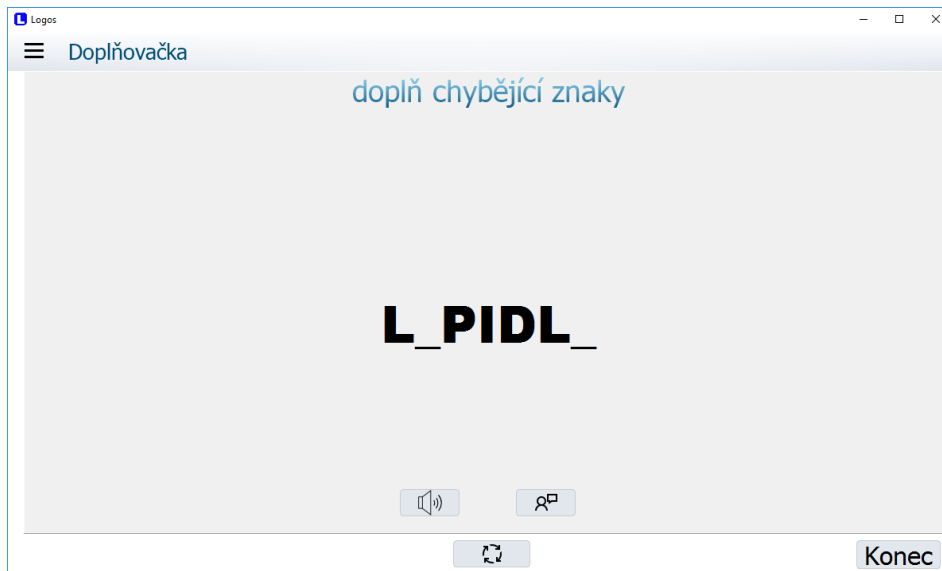 Logos
Doplňovačka
doplň chybějící znaky
L_PIDL_
Konec